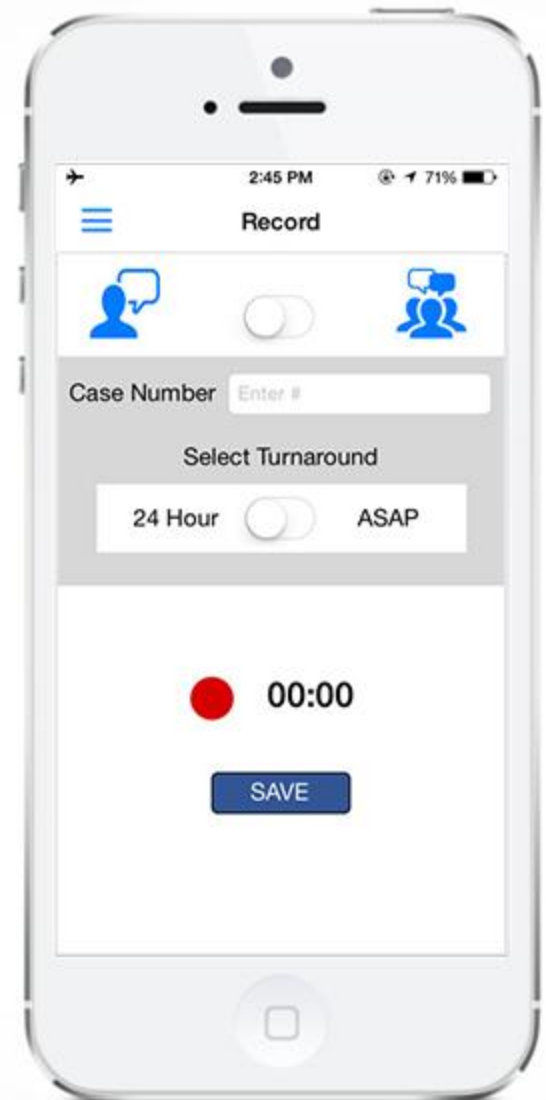 2:45 PM 71%
Record
Case Number Enter #
Select Turnaround
24 Hour ASAP
00:00
SAVE